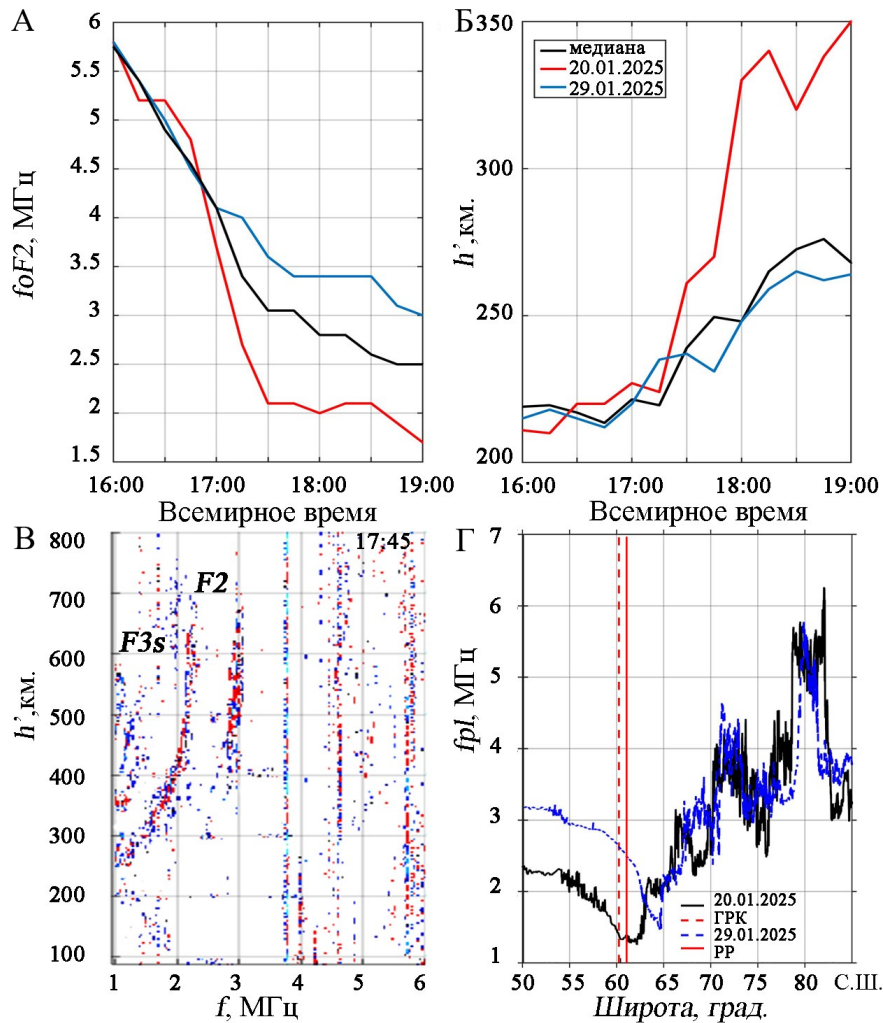 А
6
5.5
5
4.5
4
3.5
3
2.5
2
1.5
foF2, МГц
16:00 17:00 18:00 19:00
Всемирное время
Б
350
300
250
200
h’,км.
медиана
20.01.2025
29.01.2025
16:00 17:00 18:00 19:00
Всемирное время
В
800
700
600
500
400
300
200
100
h’,км.
17:45
F2
F3s
1 2 3 4 5 6
f, МГц
Г
7
6
5
4
3
2
1
fpl, МГц
20.01.2025
ГРК
29.01.2025
РР
50 55 60 65 70 75 80 С.Ш.
Широта, град.